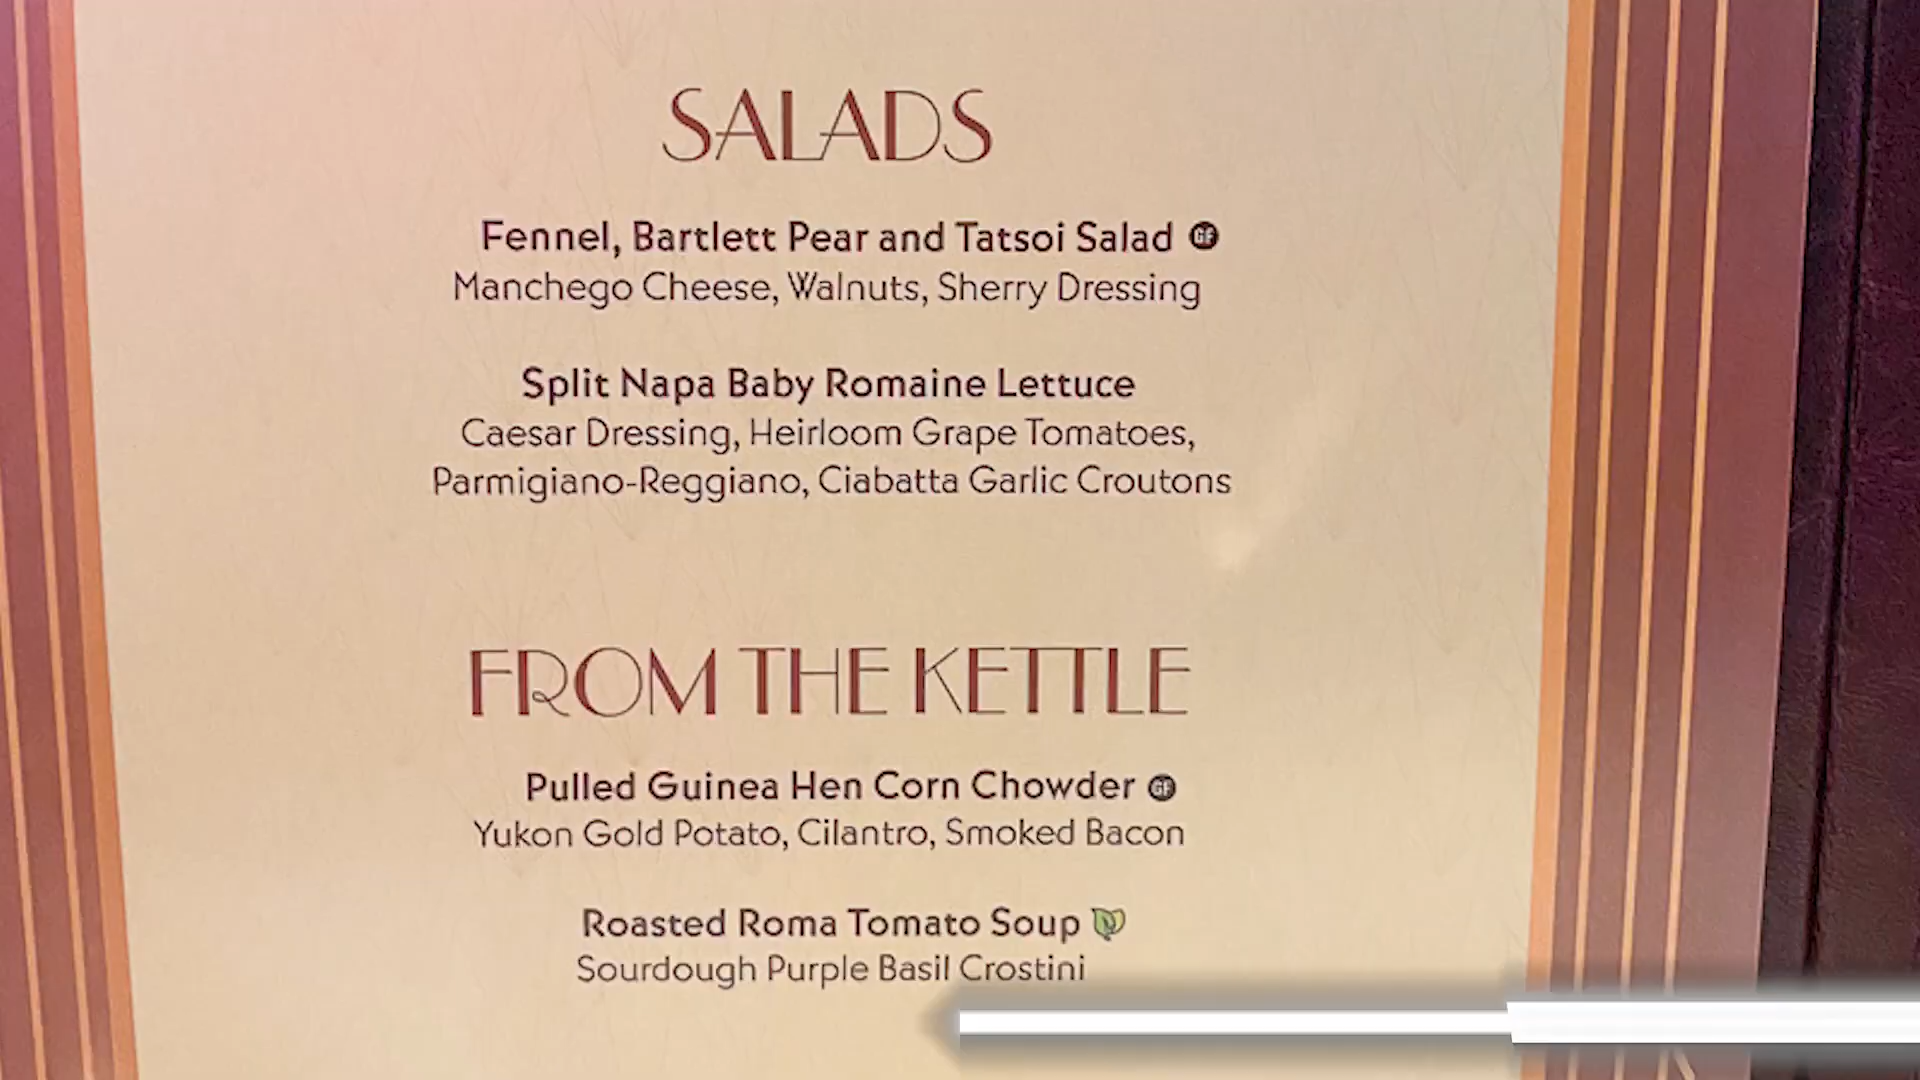 SALADS
Fennel, Bartlett Pear and Tatsoi Salad GF
Manchego Cheese, Walnuts, Sherry Dressing
Split Napa Baby Romaine Lettuce
Caesar Dressing, Heirloom Grape Tomatoes,
Parmigiano-Reggiano, Ciabatta Garlic Croutons
FROM THE KETTLE
Pulled Guinea Hen Corn Chowder GF
Yukon Gold Potato, Cilantro, Smoked Bacon
Roasted Roma Tomato Soup
Sourdough Purple Basil Crostini